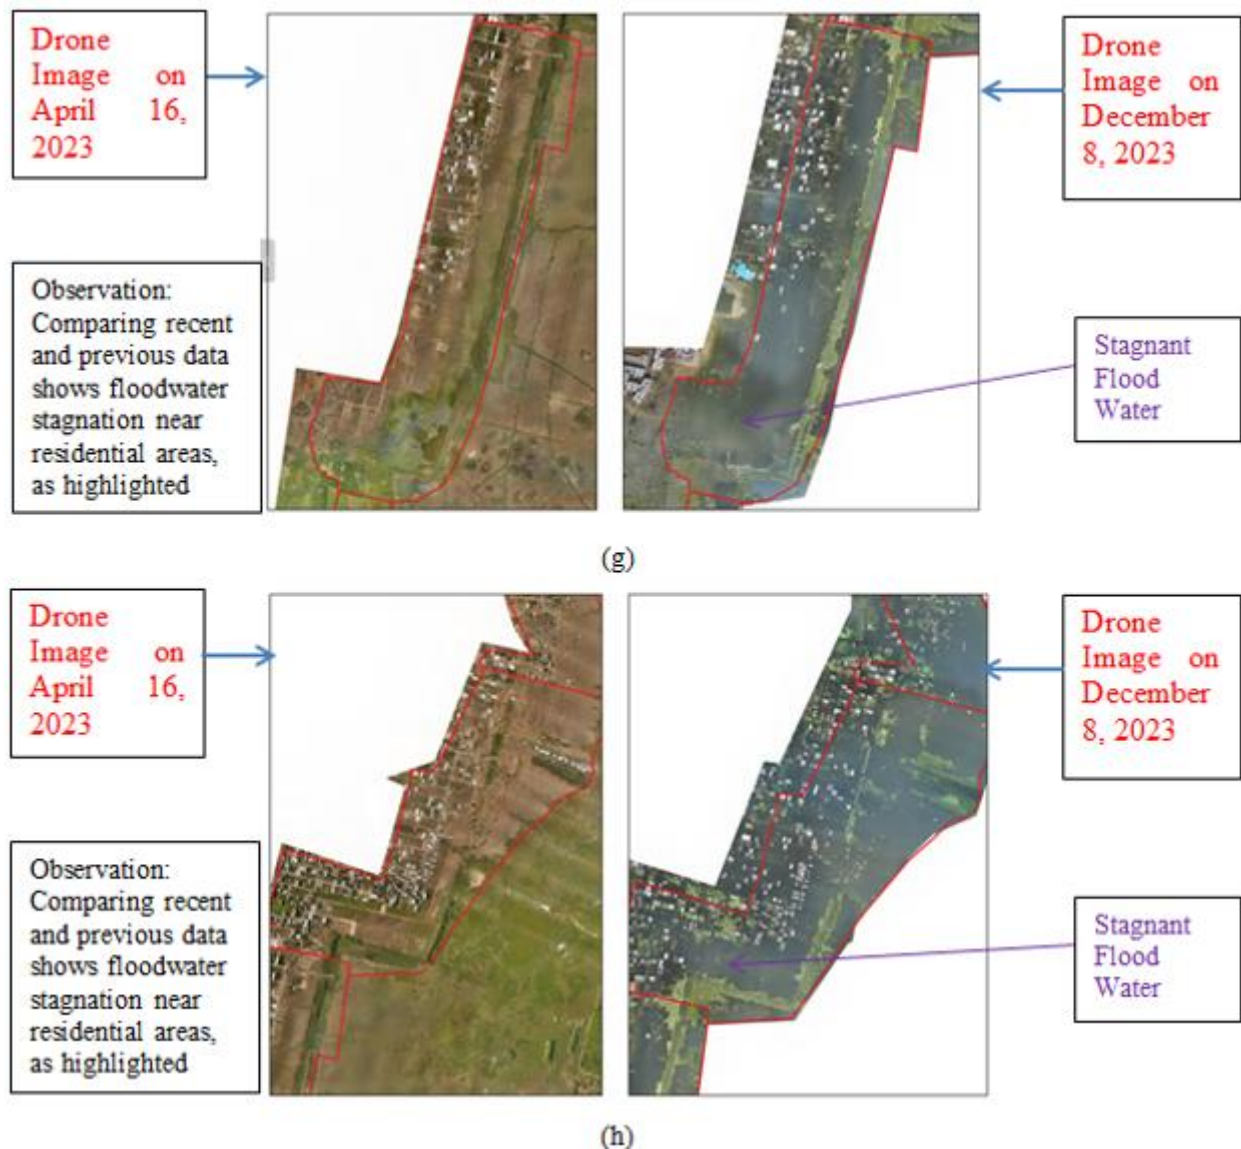 Drone
Image on
April 16,
2023
Drone
Image on
December
8, 2023
Observation:
Comparing recent
and previous data
shows floodwater
stagnation near
residential areas,
as highlighted
Stagnant
Flood
Water
(g)
Drone
Image on
April 16,
2023
Drone
Image on
December
8, 2023
Observation:
Comparing recent
and previous data
shows floodwater
stagnation near
residential areas,
as highlighted
Stagnant
Flood
Water
(h)